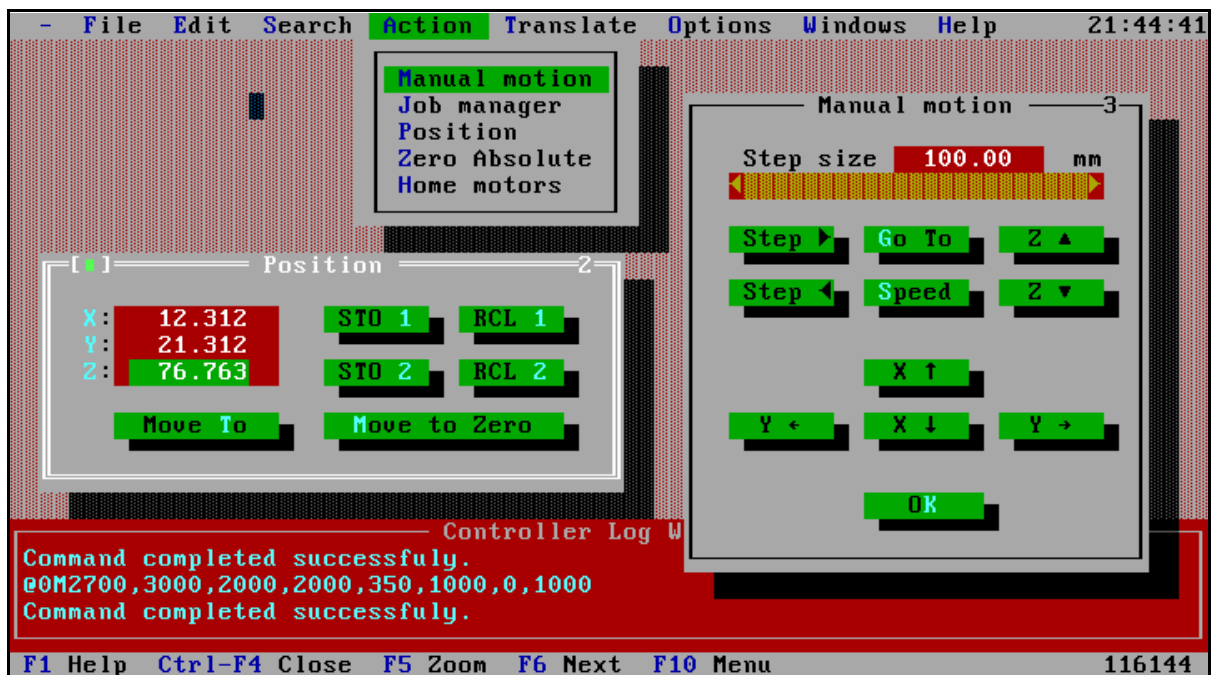 - File Edit Search Action Translate Options Windows Help 21:44:41
Manual motion
Job manager
Position
Zero Absolute
Home motors
Manual motion 3
Step size 100.00 mm
Step ► Go To Z ▲
Step ◄ Speed Z ▼
X ↑
Y ← X ↓ Y →
OK
[■] Position 2
X: 12.312 STO 1 RCL 1
Y: 21.312
Z: 76.763 STO 2 RCL 2
Move To Move to Zero
Controller Log W
Command completed successfuly.
@0M2700,3000,2000,2000,350,1000,0,1000
Command completed successfuly.
F1 Help Ctrl-F4 Close F5 Zoom F6 Next F10 Menu 116144